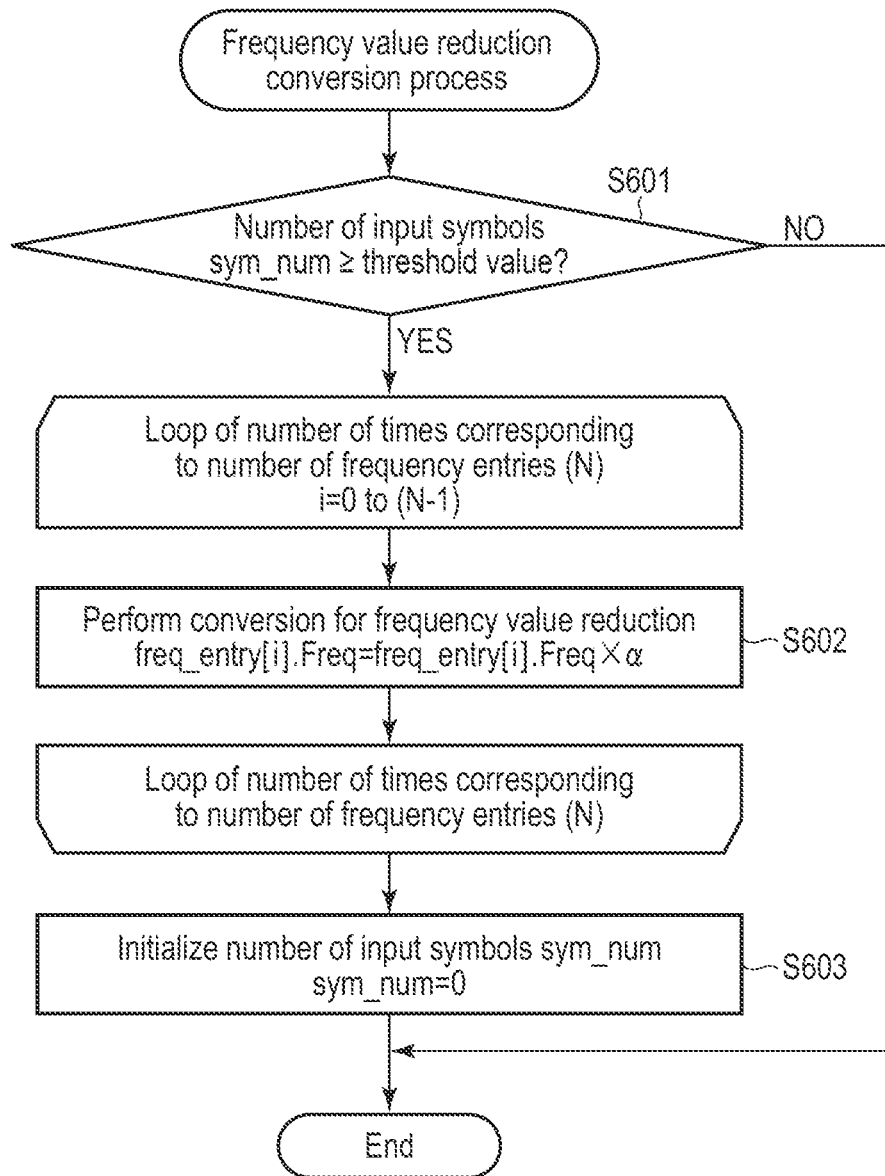 Frequency value reduction
conversion process
S601
Number of input symbols
sym_num ≥ threshold value?
NO
YES
Loop of number of times corresponding
to number of frequency entries (N)
i=0 to (N-1)
Perform conversion for frequency value reduction
freq_entry[i].Freq=freq_entry[i].Freq×α
S602
Loop of number of times corresponding
to number of frequency entries (N)
Initialize number of input symbols sym_num
sym_num=0
S603
End